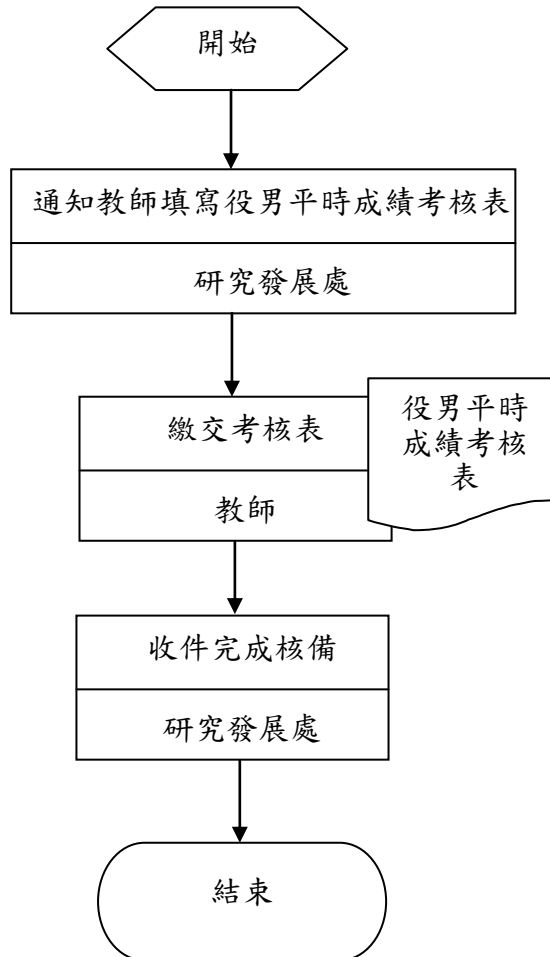 開始
通知教師填寫役男平時成績考核表
研究發展處
繳交考核表
教師
役男平時
成績考核
表
收件完成核備
研究發展處
結束